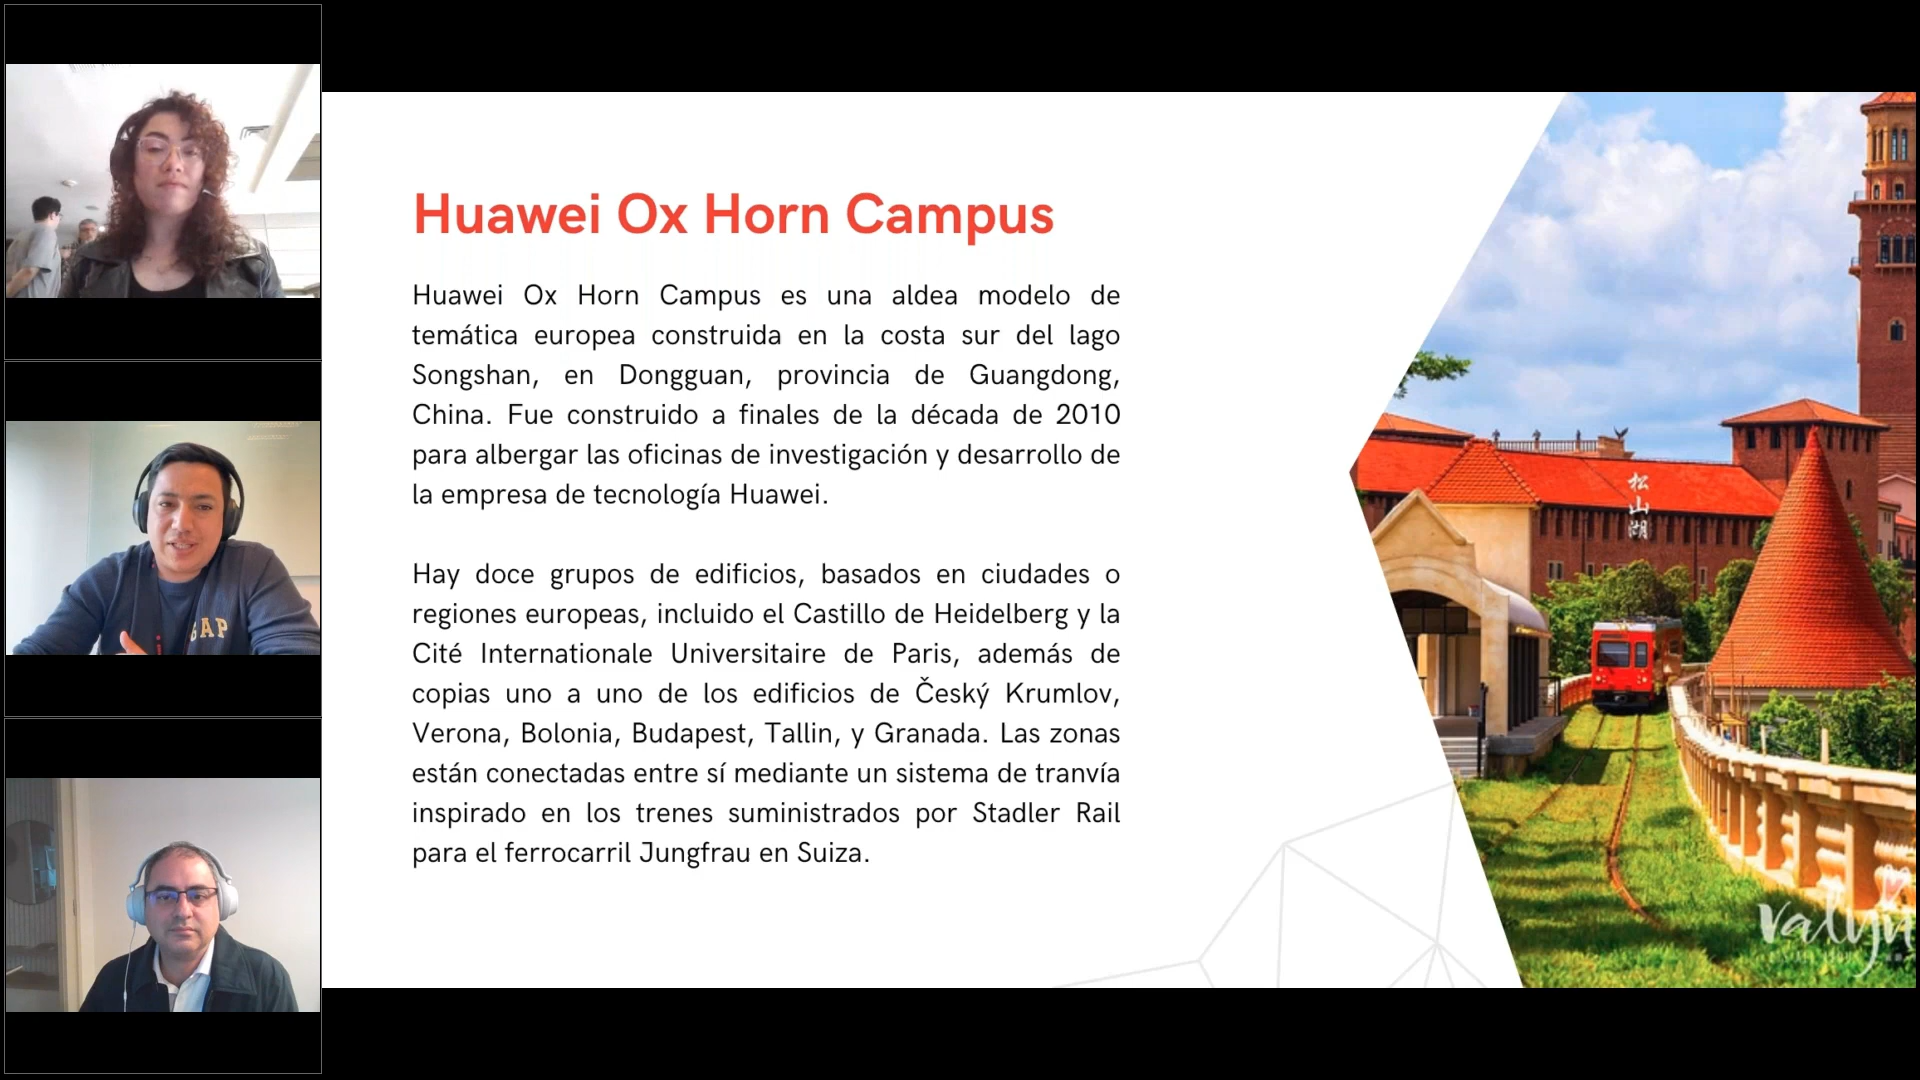 Huawei Ox Horn Campus
Huawei Ox Horn Campus es una aldea modelo de
temática europea construida en la costa sur del lago
Songshan, en Dongguan, provincia de Guangdong,
China. Fue construido a finales de la década de 2010
para albergar las oficinas de investigación y desarrollo de
la empresa de tecnología Huawei.
Hay doce grupos de edificios, basados en ciudades o
regiones europeas, incluido el Castillo de Heidelberg y la
Cité Internationale Universitaire de Paris, además de
copias uno a uno de los edificios de Český Krumlov,
Verona, Bolonia, Budapest, Tallin, y Granada. Las zonas
están conectadas entre sí mediante un sistema de tranvía
inspirado en los trenes suministrados por Stadler Rail
para el ferrocarril Jungfrau en Suiza.
松山湖
GAP